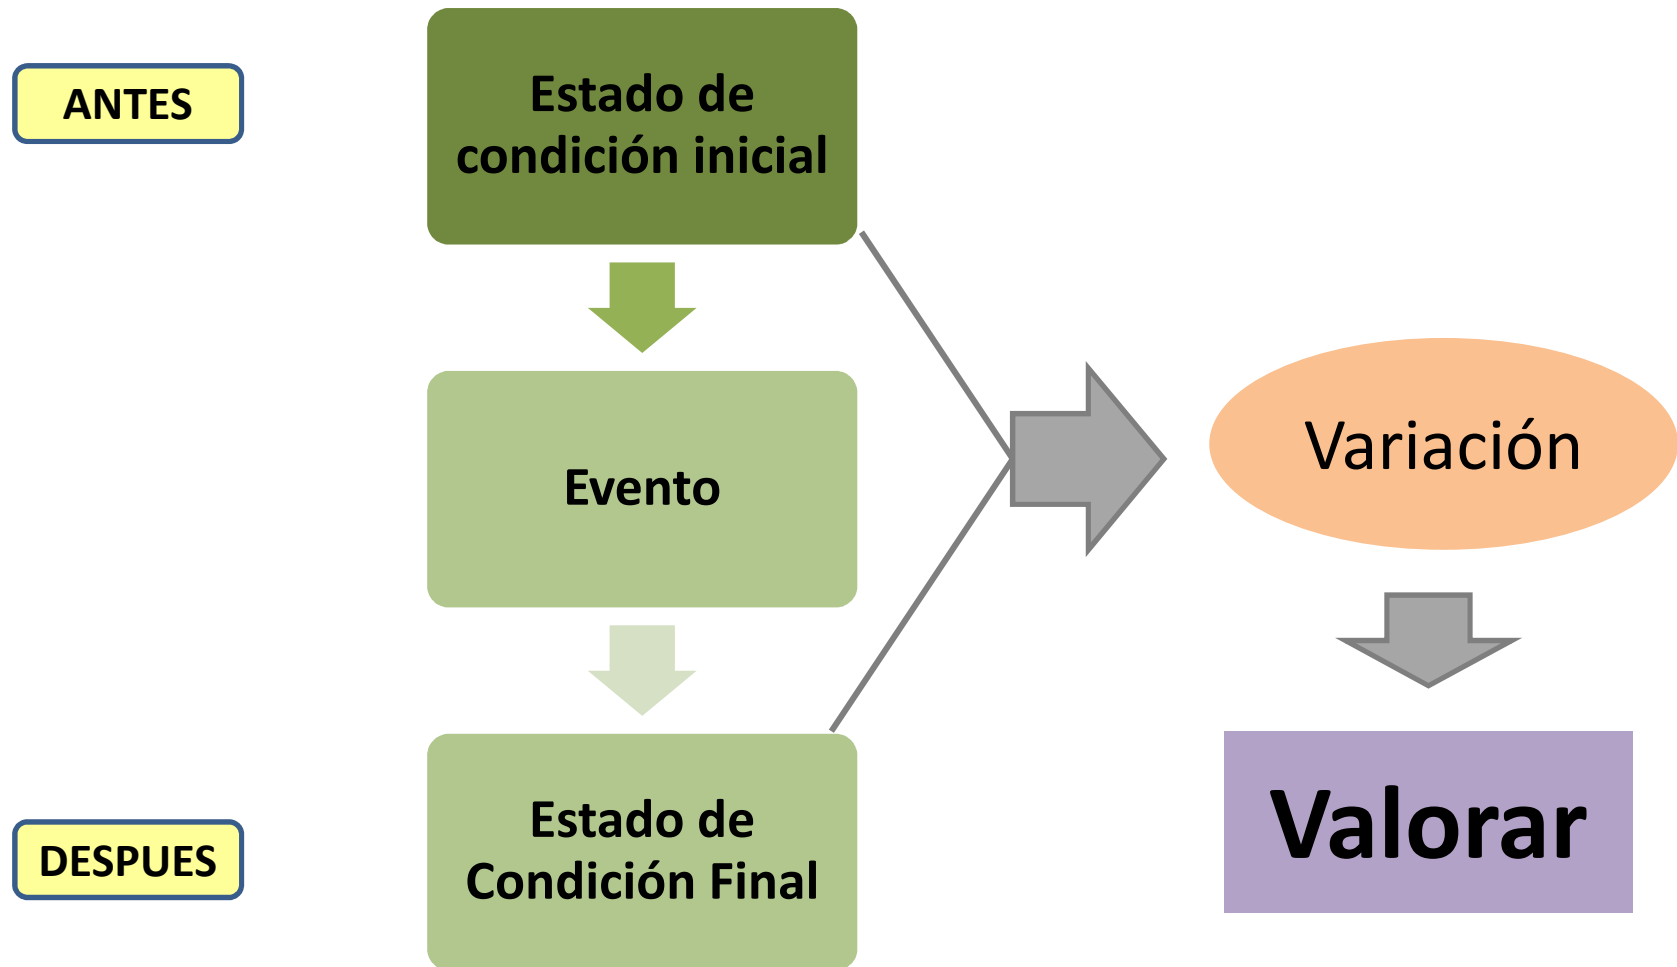 ANTES
Estado de
condición inicial
Evento
Variación
DESPUES
Estado de
Condición Final
Valorar